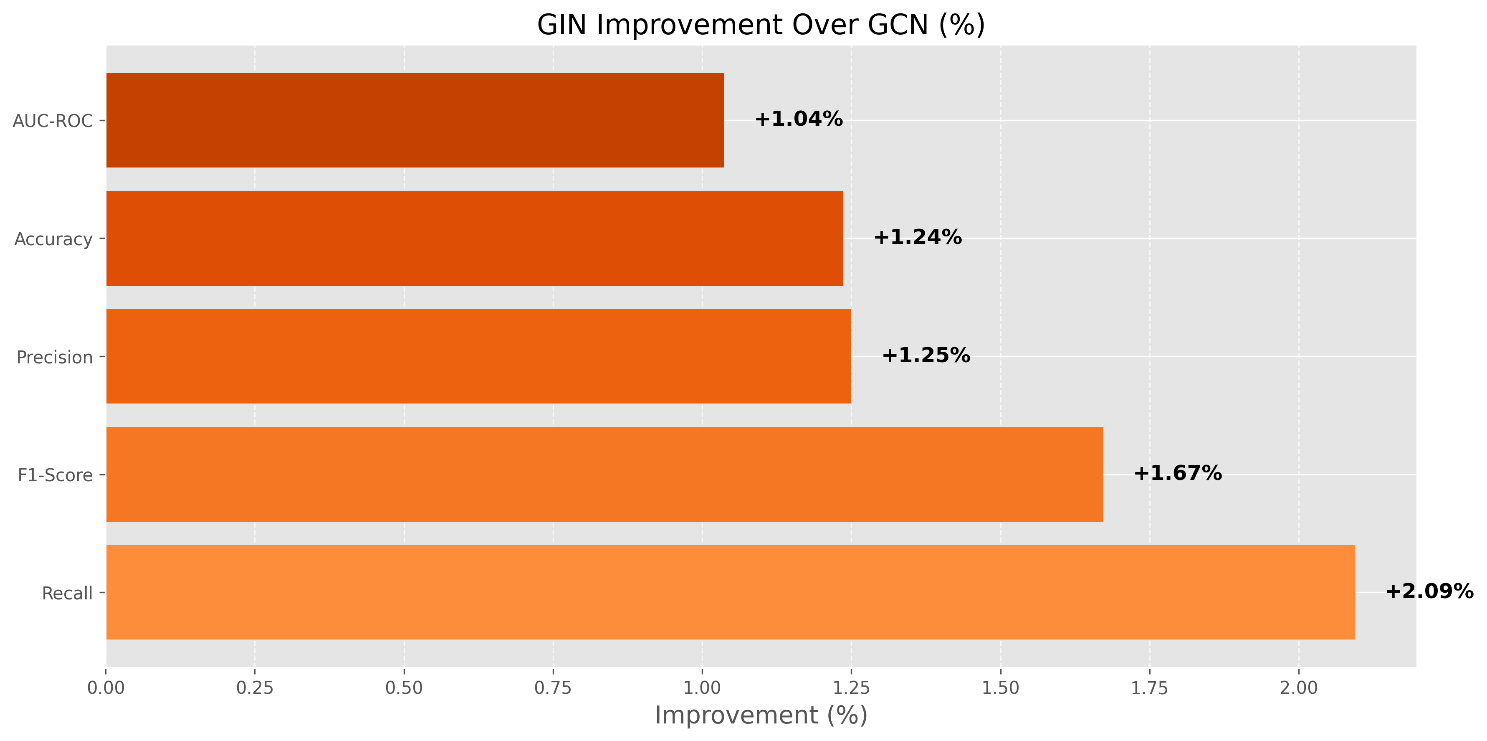 GIN Improvement Over GCN (%)
AUC-ROC
+1.04%
Accuracy
+1.24%
Precision
+1.25%
F1-Score
+1.67%
Recall
+2.09%
0.00 0.25 0.50 0.75 1.00 1.25 1.50 1.75 2.00
Improvement (%)